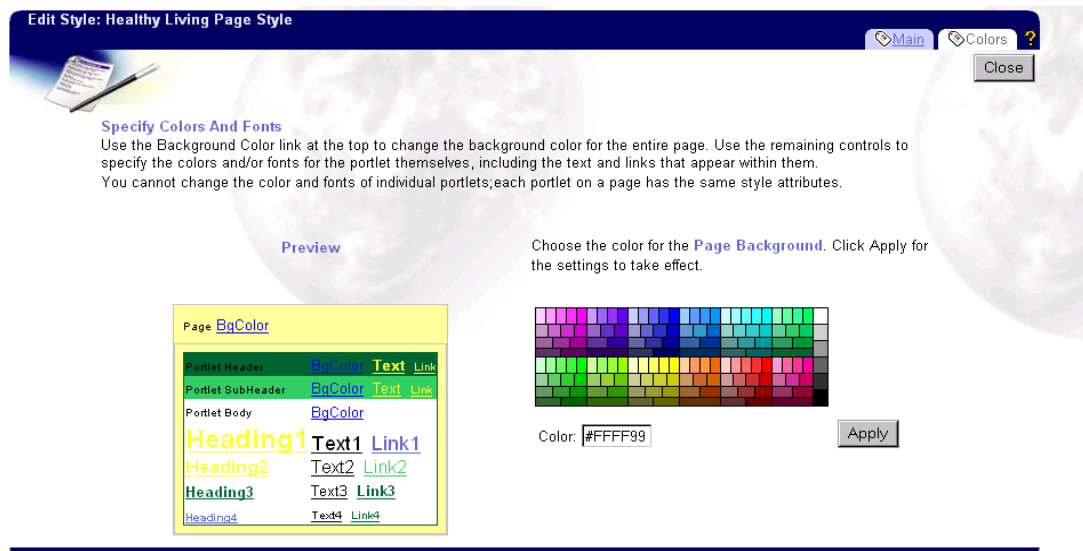 Edit Style: Healthy Living Page Style
Main Colors ?
Close
Specify Colors And Fonts
Use the Background Color link at the top to change the background color for the entire page. Use the remaining controls to
specify the colors and/or fonts for the portlet themselves, including the text and links that appear within them.
You cannot change the color and fonts of individual portlets;each portlet on a page has the same style attributes.
Preview
Choose the color for the Page Background. Click Apply for
the settings to take effect.
Page BgColor
Portlet Header BgColor Text Link
Portlet SubHeader BgColor Text Link
Portlet Body BgColor
Heading1 Text1 Link1
Heading2 Text2 Link2
Heading3 Text3 Link3
Heading4 Text4 Link4
Color: #FFFF99
Apply